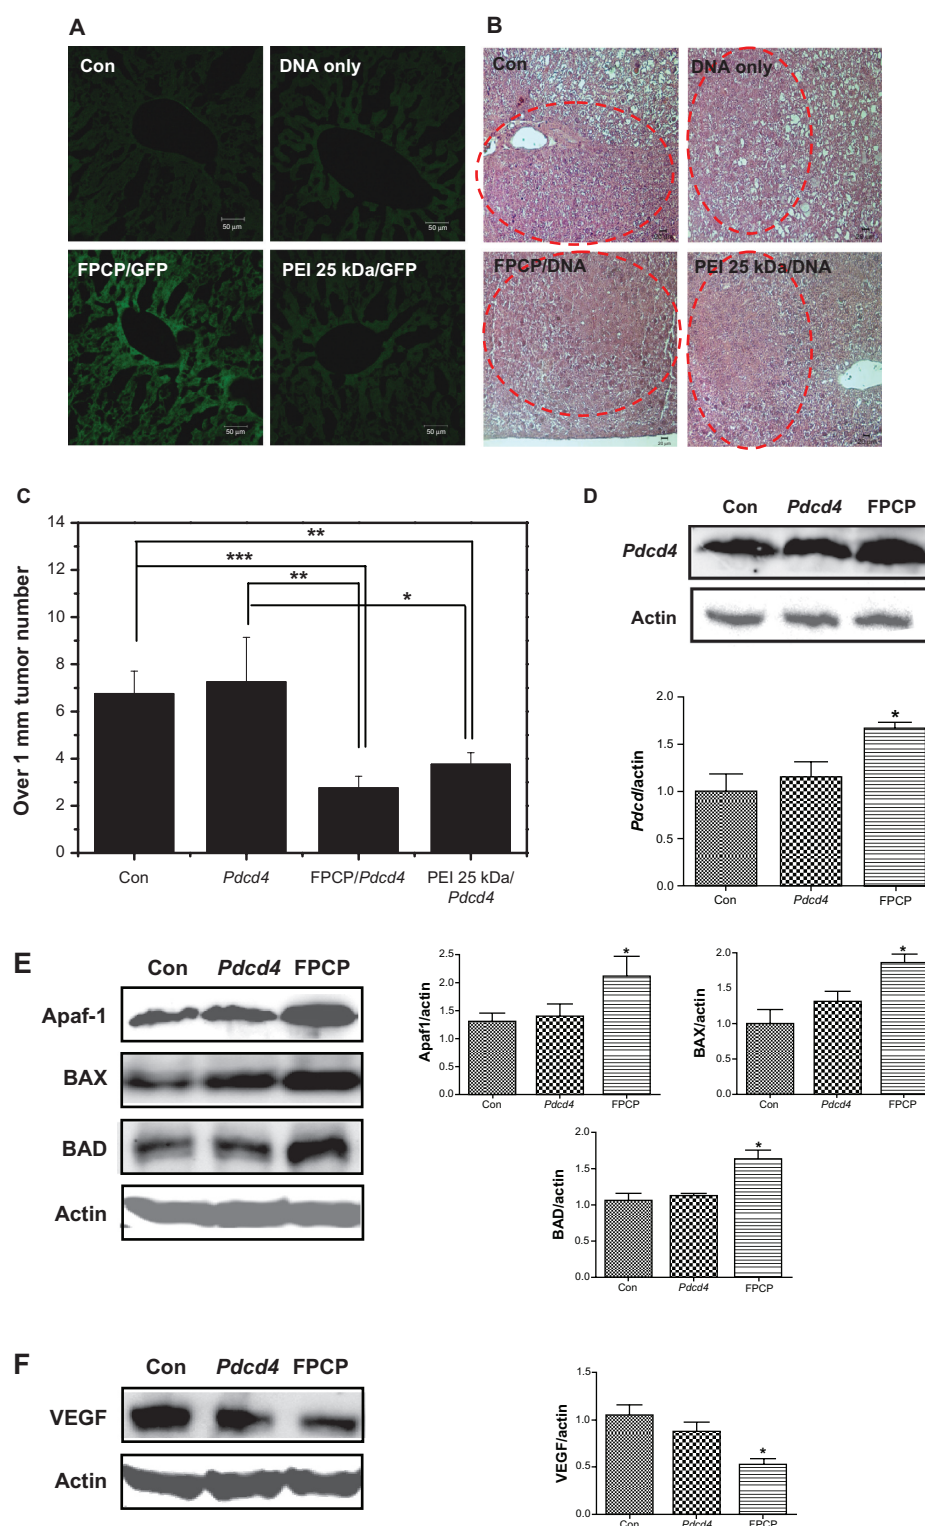 A
Con
DNA only
50 µm
50 µm
FPCP/GFP
PEI 25 kDa/GFP
50 µm
50 µm
B
Con
DNA only
FPCP/DNA
PEI 25 kDa/DNA
20 µm
C
Over 1 mm tumor number
14
12
10
8
6
4
2
0
**
***
**
*
Con
Pdcd4
FPCP/Pdcd4
PEI 25 kDa/
Pdcd4
D
Con Pdcd4 FPCP
Pdcd4
Actin
Pdcd/actin
2.0
1.5
1.0
0.5
0.0
*
Con Pdcd4 FPCP
E
Con Pdcd4 FPCP
Apaf-1
BAX
BAD
Actin
Apaf1/actin
2.5
2.0
1.5
1.0
0.5
0.0
*
Con Pdcd4 FPCP
BAX/actin
2.0
1.5
1.0
0.5
0.0
*
Con Pdcd4 FPCP
BAD/actin
2.0
1.5
1.0
0.5
0.0
*
Con Pdcd4 FPCP
F
Con Pdcd4 FPCP
VEGF
Actin
VEGF/actin
1.5
1.0
0.5
0.0
*
Con Pdcd4 FPCP